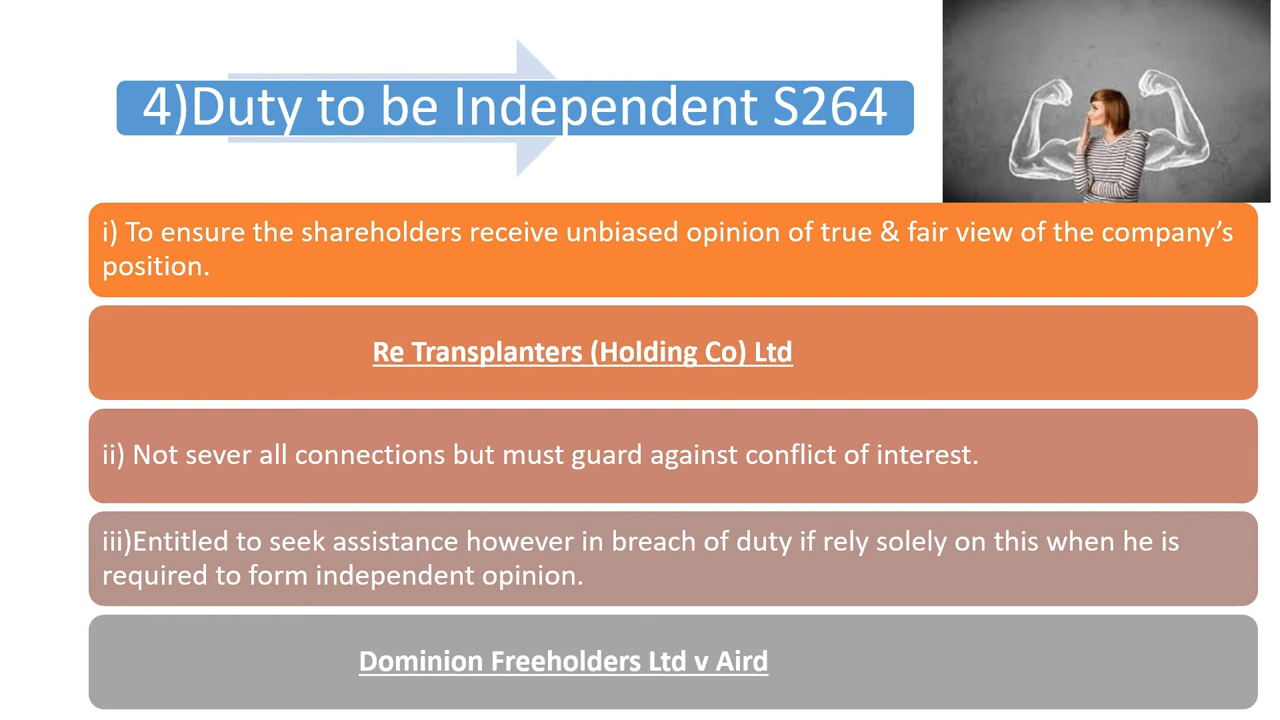 4)Duty to be Independent S264
i) To ensure the shareholders receive unbiased opinion of true & fair view of the company’s
position.
Re Transplanters (Holding Co) Ltd
ii) Not sever all connections but must guard against conflict of interest.
iii)Entitled to seek assistance however in breach of duty if rely solely on this when he is
required to form independent opinion.
Dominion Freeholders Ltd v Aird